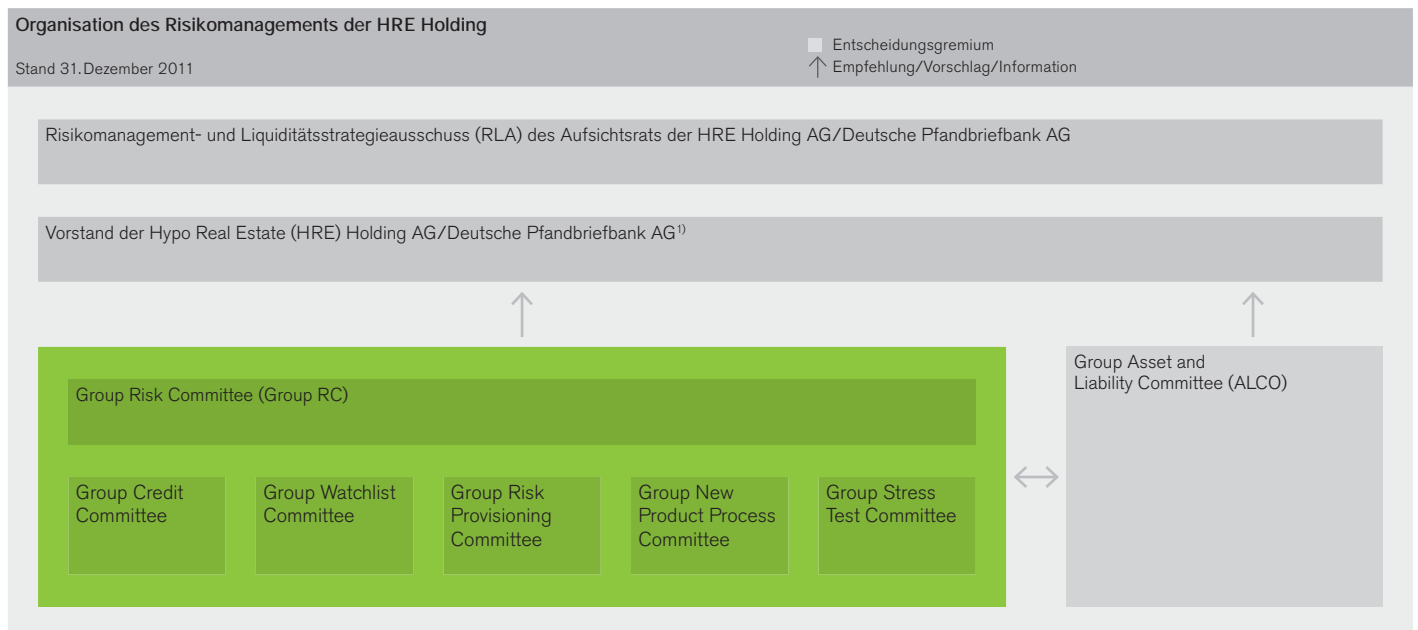 Organisation des Risikomanagements der HRE Holding
Stand 31. Dezember 2011
Entscheidungsgremium
Empfehlung/Vorschlag/Information
Risikomanagement- und Liquiditätsstrategieausschuss (RLA) des Aufsichtsrats der HRE Holding AG/Deutsche Pfandbriefbank AG
Vorstand der Hypo Real Estate (HRE) Holding AG/Deutsche Pfandbriefbank AG1)
Group Risk Committee (Group RC)
Group Credit
Committee
Group Watchlist
Committee
Group Risk
Provisioning
Committee
Group New
Product Process
Committee
Group Stress
Test Committee
Group Asset and
Liability Committee (ALCO)